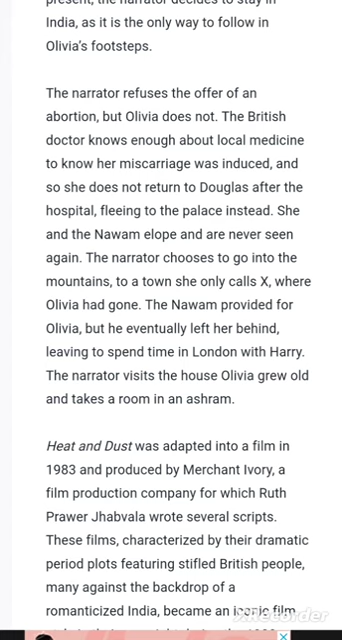 present, the narrator decides to stay in
India, as it is the only way to follow in
Olivia's footsteps.
The narrator refuses the offer of an
abortion, but Olivia does not. The British
doctor knows enough about local medicine
to know her miscarriage was induced, and
so she does not return to Douglas after the
hospital, fleeing to the palace instead. She
and the Nawam elope and are never seen
again. The narrator chooses to go into the
mountains, to a town she only calls X, where
Olivia had gone. The Nawam provided for
Olivia, but he eventually left her behind,
leaving to spend time in London with Harry.
The narrator visits the house Olivia grew old
and takes a room in an ashram.
Heat and Dust was adapted into a film in
1983 and produced by Merchant Ivory, a
film production company for which Ruth
Prawer Jhabvala wrote several scripts.
These films, characterized by their dramatic
period plots featuring stifled British people,
many against the backdrop of a
romanticized India, became an iconic film
Recorder